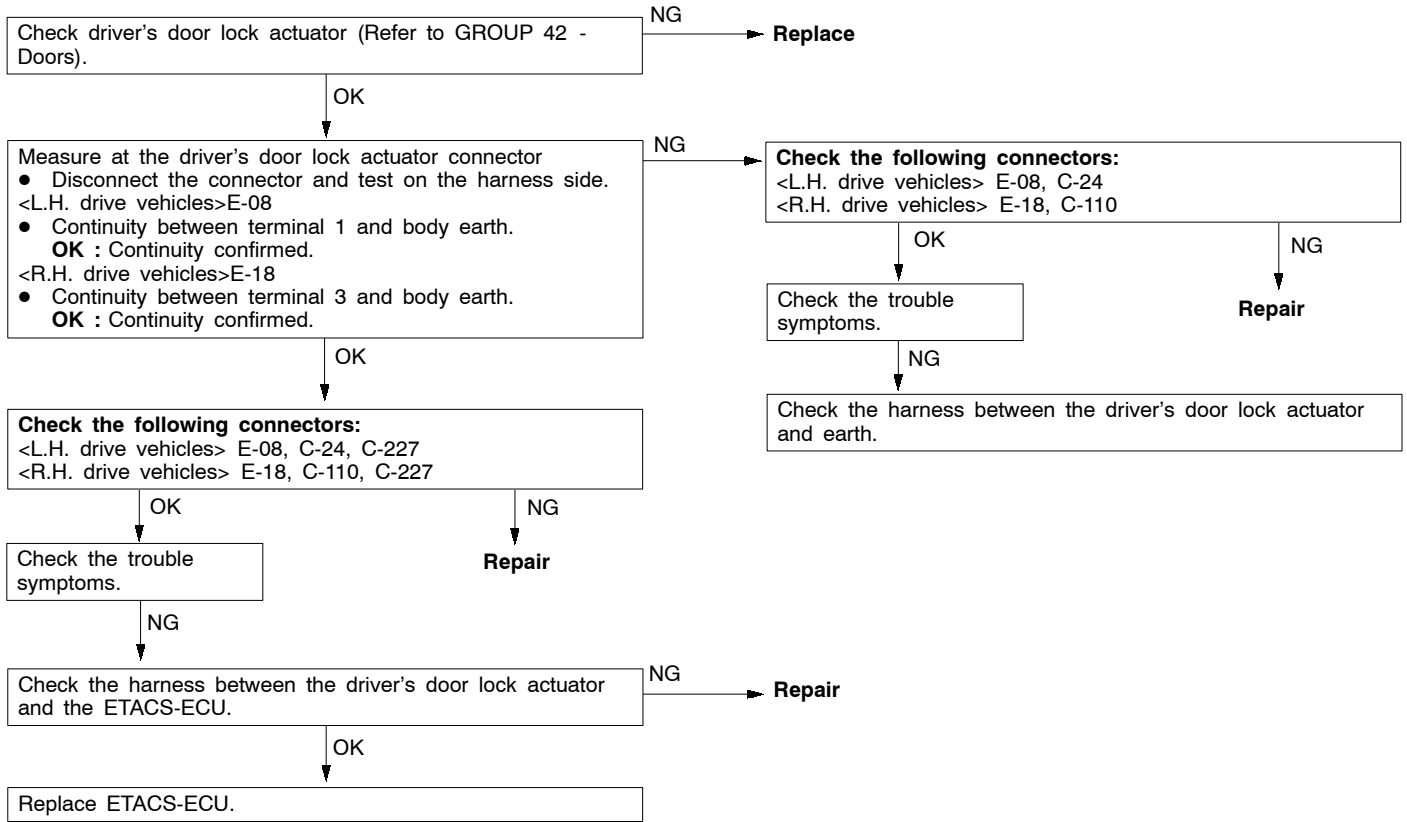 Check driver's door lock actuator (Refer to GROUP 42 -
Doors).
NG
Replace
OK
Measure at the driver's door lock actuator connector
● Disconnect the connector and test on the harness side.
<L.H. drive vehicles>E-08
● Continuity between terminal 1 and body earth.
OK : Continuity confirmed.
<R.H. drive vehicles>E-18
● Continuity between terminal 3 and body earth.
OK : Continuity confirmed.
NG
Check the following connectors:
<L.H. drive vehicles> E-08, C-24
<R.H. drive vehicles> E-18, C-110
OK
NG
Check the trouble
symptoms.
Repair
NG
Check the harness between the driver's door lock actuator
and earth.
OK
Check the following connectors:
<L.H. drive vehicles> E-08, C-24, C-227
<R.H. drive vehicles> E-18, C-110, C-227
OK
NG
Check the trouble
symptoms.
Repair
NG
Check the harness between the driver's door lock actuator
and the ETACS-ECU.
NG
Repair
OK
Replace ETACS-ECU.